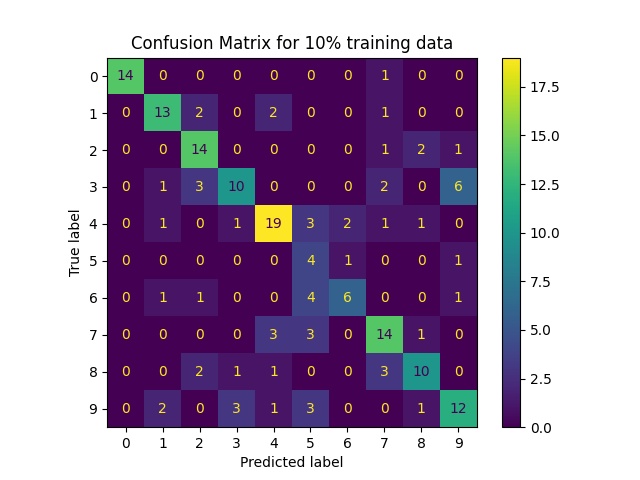 Confusion Matrix for 10% training data
True label
0 14 0 0 0 0 0 0 1 0 0
1 0 13 2 0 2 0 0 1 0 0
2 0 0 14 0 0 0 0 1 2 1
3 0 1 3 10 0 0 0 2 0 6
4 0 1 0 1 19 3 2 1 1 0
5 0 0 0 0 0 4 1 0 0 1
6 0 1 1 0 0 4 6 0 0 1
7 0 0 0 0 3 3 0 14 1 0
8 0 0 2 1 1 0 0 3 10 0
9 0 2 0 3 1 3 0 0 1 12
0 1 2 3 4 5 6 7 8 9
Predicted label
17.5
15.0
12.5
10.0
7.5
5.0
2.5
0.0